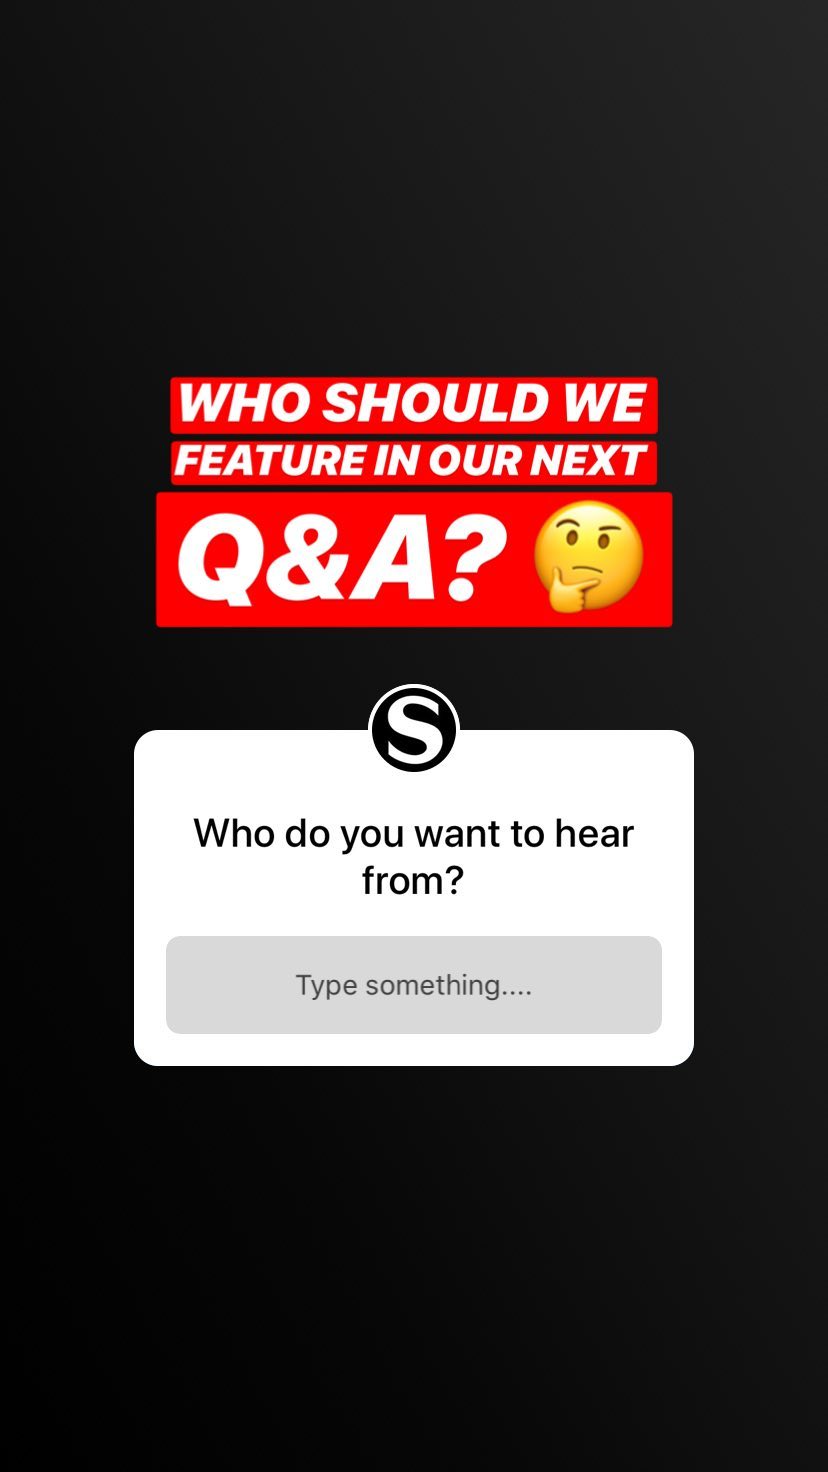 WHO SHOULD WE
FEATURE IN OUR NEXT
Q&A? 🤔
S
Who do you want to hear
from?
Type something....